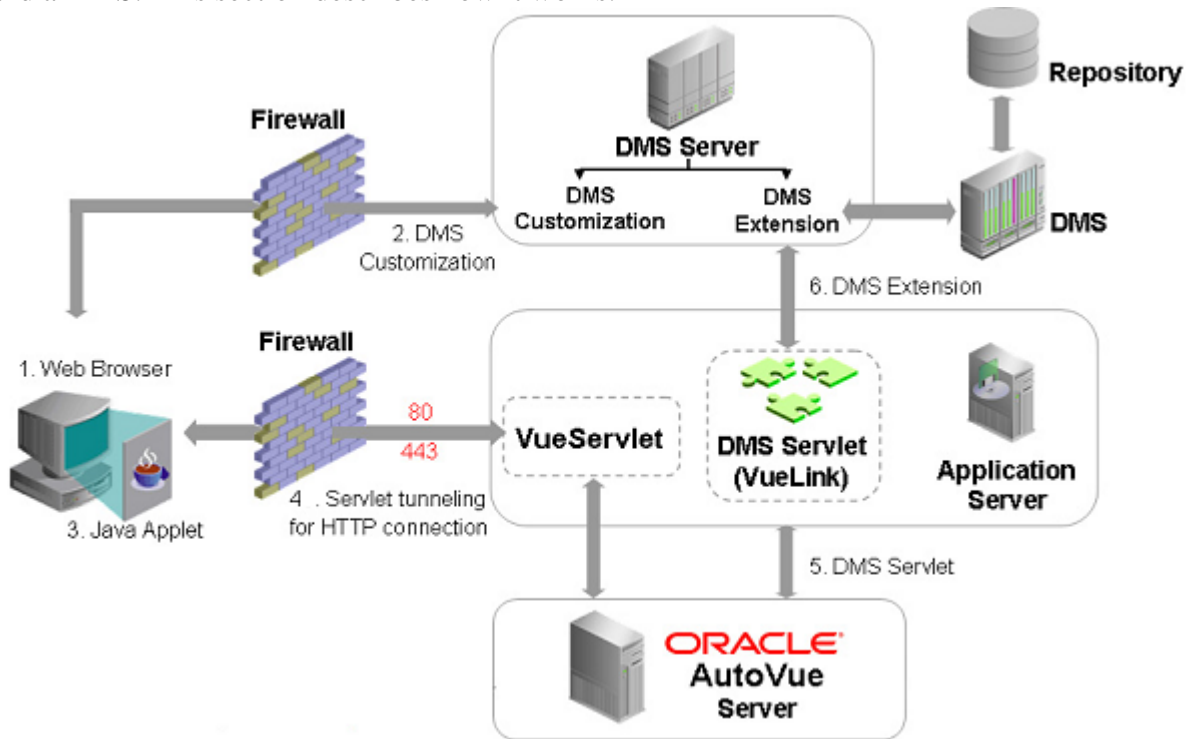 Repository
Firewall
DMS Server
DMS
Customization
DMS
Extension
DMS
2. DMS
Customization
6. DMS Extension
Firewall
1. Web Browser
80
443
VueServlet
DMS Servlet
(VueLink)
Application
Server
3. Java Applet
4 . Servlet tunneling
for HTTP connection
5. DMS Servlet
ORACLE®
AutoVue
Server